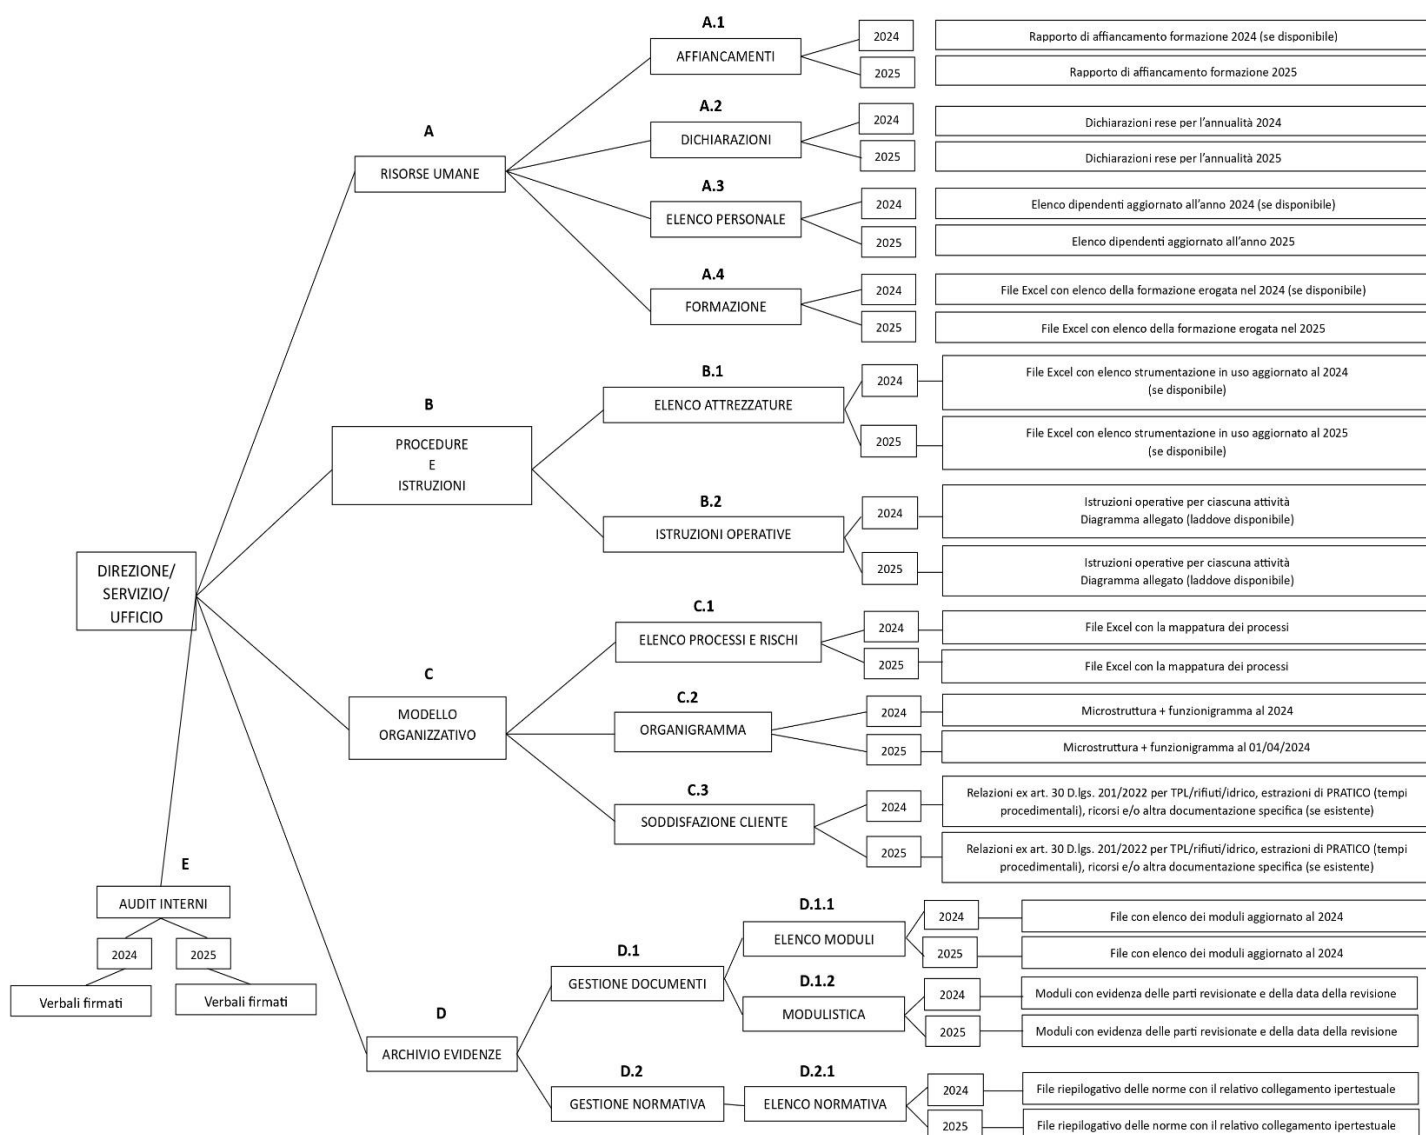 A.1
AFFIANCAMENTI
2024
Rapporto di affiancamento formazione 2024 (se disponibile)
2025
Rapporto di affiancamento formazione 2025
A.2
DICHIARAZIONI
2024
Dichiarazioni rese per l’annualità 2024
2025
Dichiarazioni rese per l’annualità 2025
A
RISORSE UMANE
A.3
ELENCO PERSONALE
2024
Elenco dipendenti aggiornato all’anno 2024 (se disponibile)
2025
Elenco dipendenti aggiornato all’anno 2025
A.4
FORMAZIONE
2024
File Excel con elenco della formazione erogata nel 2024 (se disponibile)
2025
File Excel con elenco della formazione erogata nel 2025
B
PROCEDURE
E
ISTRUZIONI
B.1
ELENCO ATTREZZATURE
2024
File Excel con elenco strumentazione in uso aggiornato al 2024
(se disponibile)
2025
File Excel con elenco strumentazione in uso aggiornato al 2025
(se disponibile)
B.2
ISTRUZIONI OPERATIVE
2024
Istruzioni operative per ciascuna attività
Diagramma allegato (laddove disponibile)
2025
Istruzioni operative per ciascuna attività
Diagramma allegato (laddove disponibile)
DIREZIONE/
SERVIZIO/
UFFICIO
C
MODELLO
ORGANIZZATIVO
C.1
ELENCO PROCESSI E RISCHI
2024
File Excel con la mappatura dei processi
2025
File Excel con la mappatura dei processi
C.2
ORGANIGRAMMA
2024
Microstruttura + funzionigramma al 2024
2025
Microstruttura + funzionigramma al 01/04/2024
C.3
SODDISFAZIONE CLIENTE
2024
Relazioni ex art. 30 D.lgs. 201/2022 per TPL/rifiuti/idrico, estrazioni di PRATICO (tempi
procedimentali), ricorsi e/o altra documentazione specifica (se esistente)
2025
Relazioni ex art. 30 D.lgs. 201/2022 per TPL/rifiuti/idrico, estrazioni di PRATICO (tempi
procedimentali), ricorsi e/o altra documentazione specifica (se esistente)
E
AUDIT INTERNI
2024
2025
Verbali firmati
Verbali firmati
D
ARCHIVIO EVIDENZE
D.1
GESTIONE DOCUMENTI
D.1.1
ELENCO MODULI
2024
File con elenco dei moduli aggiornato al 2024
2025
File con elenco dei moduli aggiornato al 2024
D.1.2
MODULISTICA
2024
Moduli con evidenza delle parti revisionate e della data della revisione
2025
Moduli con evidenza delle parti revisionate e della data della revisione
D.2
GESTIONE NORMATIVA
D.2.1
ELENCO NORMATIVA
2024
File riepilogativo delle norme con il relativo collegamento ipertestuale
2025
File riepilogativo delle norme con il relativo collegamento ipertestuale